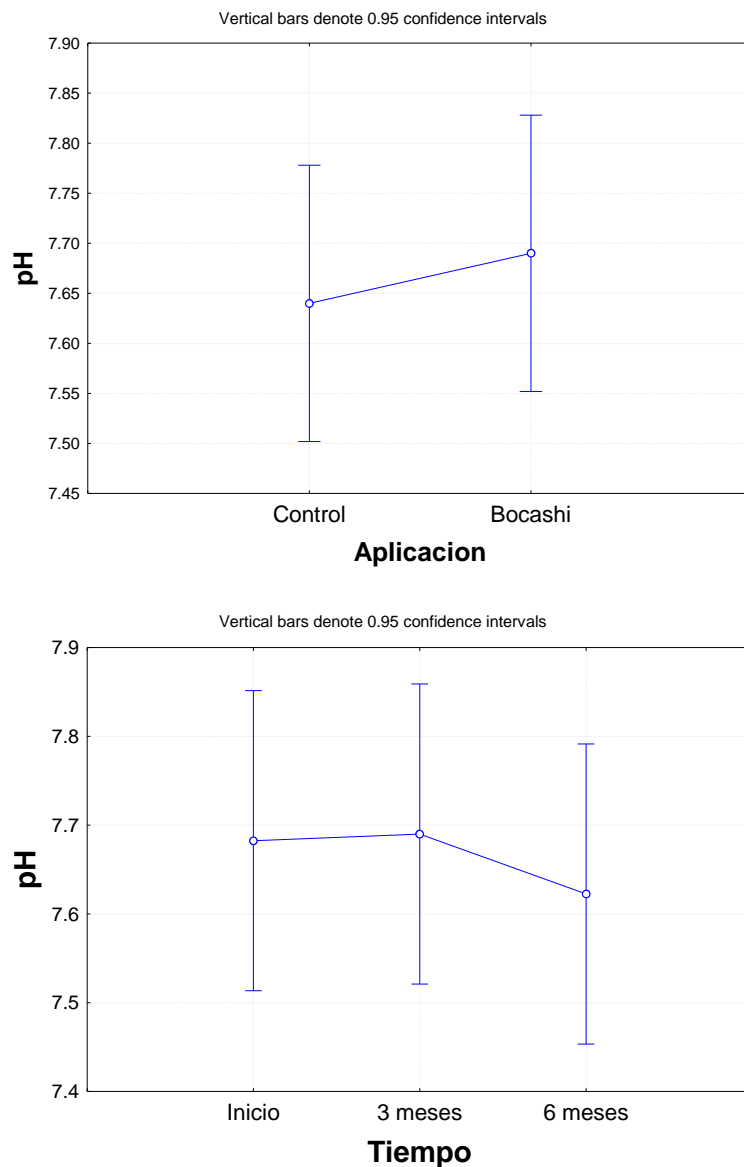 Vertical bars denote 0.95 confidence intervals
7.90
7.85
7.80
7.75
7.70
7.65
7.60
7.55
7.50
7.45
pH
Control Bocashi
Aplicacion
Vertical bars denote 0.95 confidence intervals
7.9
7.8
7.7
7.6
7.5
7.4
pH
Inicio 3 meses 6 meses
Tiempo